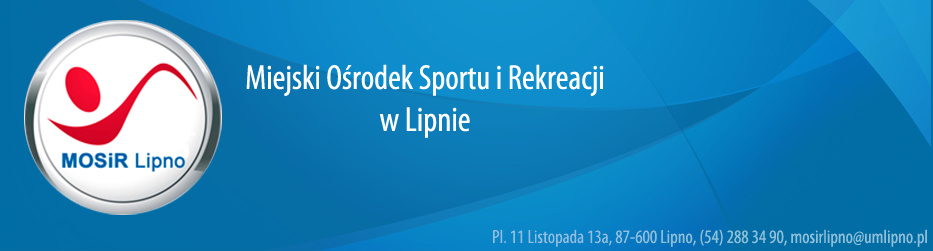 MOSiR Lipno
Miejski Ośrodek Sportu i Rekreacji
w Lipnie
Pl. 11 Listopada 13a, 87-600 Lipno, (54) 288 34 90, mosirlipno@umlipno.pl